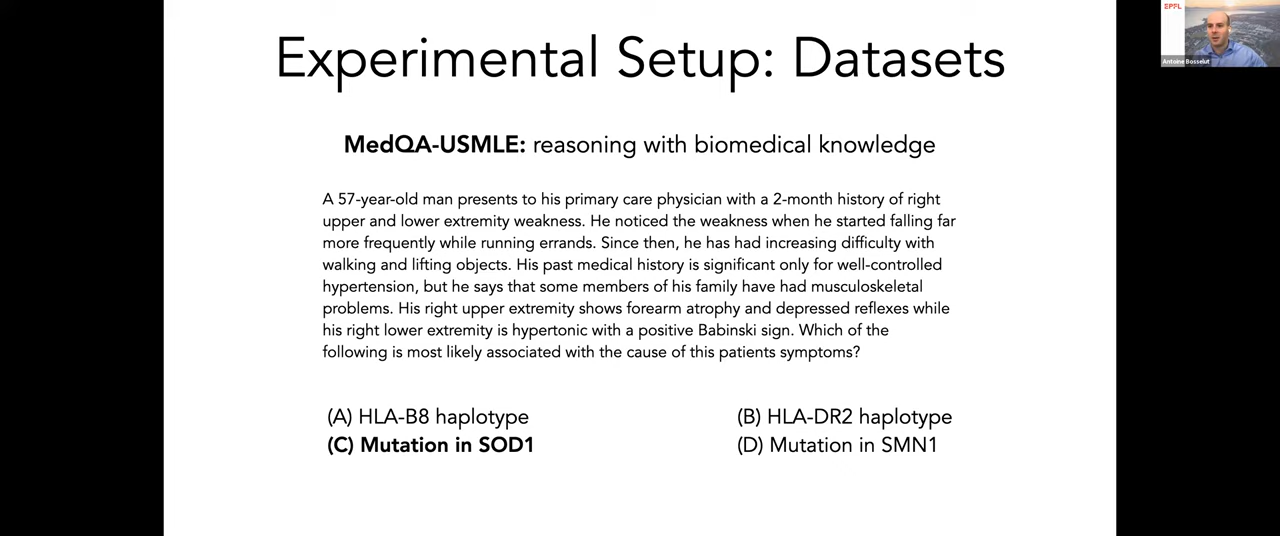 Experimental Setup: Datasets
EPFL
Antoine Bosselut
MedQA-USMLE: reasoning with biomedical knowledge
A 57-year-old man presents to his primary care physician with a 2-month history of right
upper and lower extremity weakness. He noticed the weakness when he started falling far
more frequently while running errands. Since then, he has had increasing difficulty with
walking and lifting objects. His past medical history is significant only for well-controlled
hypertension, but he says that some members of his family have had musculoskeletal
problems. His right upper extremity shows forearm atrophy and depressed reflexes while
his right lower extremity is hypertonic with a positive Babinski sign. Which of the
following is most likely associated with the cause of this patients symptoms?
(A) HLA-B8 haplotype
(B) HLA-DR2 haplotype
(C) Mutation in SOD1
(D) Mutation in SMN1